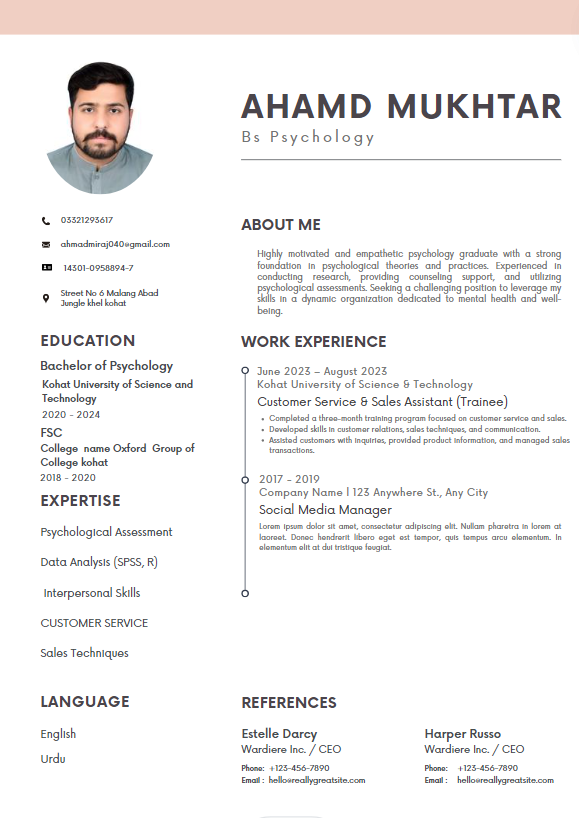 AHAMD MUKHTAR
Bs Psychology
03321293617
ahmadmiraj040@gmail.com
14301-0958894-7
Street No 6 Malang Abad
Jungle khel kohat
EDUCATION
Bachelor of Psychology
Kohat University of Science and
Technology
2020 - 2024
FSC
College name Oxford Group of
College kohat
2018 - 2020
EXPERTISE
Psychological Assessment
Data Analysis (SPSS, R)
Interpersonal Skills
CUSTOMER SERVICE
Sales Techniques
LANGUAGE
English
Urdu
ABOUT ME
Highly motivated and empathetic psychology graduate with a strong
foundation in psychological theories and practices. Experienced in
conducting research, providing counseling support, and utilizing
psychological assessments. Seeking a challenging position to leverage my
skills in a dynamic organization dedicated to mental health and well-
being.
WORK EXPERIENCE
June 2023 – August 2023
Kohat University of Science & Technology
Customer Service & Sales Assistant (Trainee)
• Completed a three-month training program focused on customer service and sales.
• Developed skills in customer relations, sales techniques, and communication.
• Assisted customers with inquiries, provided product information, and managed sales
transactions.
2017 - 2019
Company Name l 123 Anywhere St., Any City
Social Media Manager
Lorem ipsum dolor sit amet, consectetur adipiscing elit. Nullam pharetra in lorem at
laoreet. Donec hendrerit libero eget est tempor, quis tempus arcu elementum. In
elementum elit at dui tristique feugiat.
REFERENCES
Estelle Darcy
Wardiere Inc. / CEO
Phone: +123-456-7890
Email : hello@reallygreatsite.com
Harper Russo
Wardiere Inc. / CEO
Phone: +123-456-7890
Email : hello@reallygreatsite.com